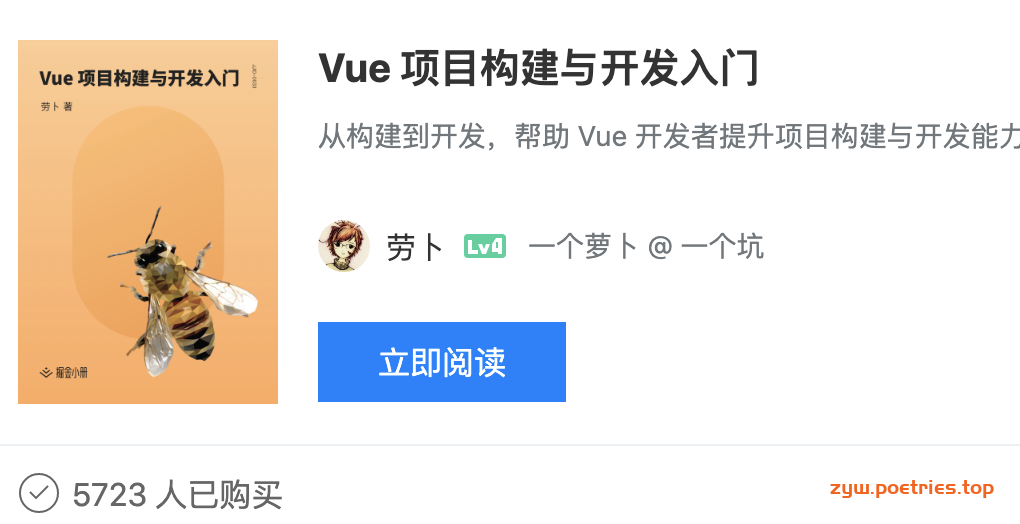 Vue 项目构建与开发入门
劳卜 著
掘金小册
Vue 项目构建与开发入门
从构建到开发，帮助 Vue 开发者提升项目构建与开发能力
劳卜 Lv4 一个萝卜 @ 一个坑
立即阅读
5723 人已购买
zyw.poetries.top